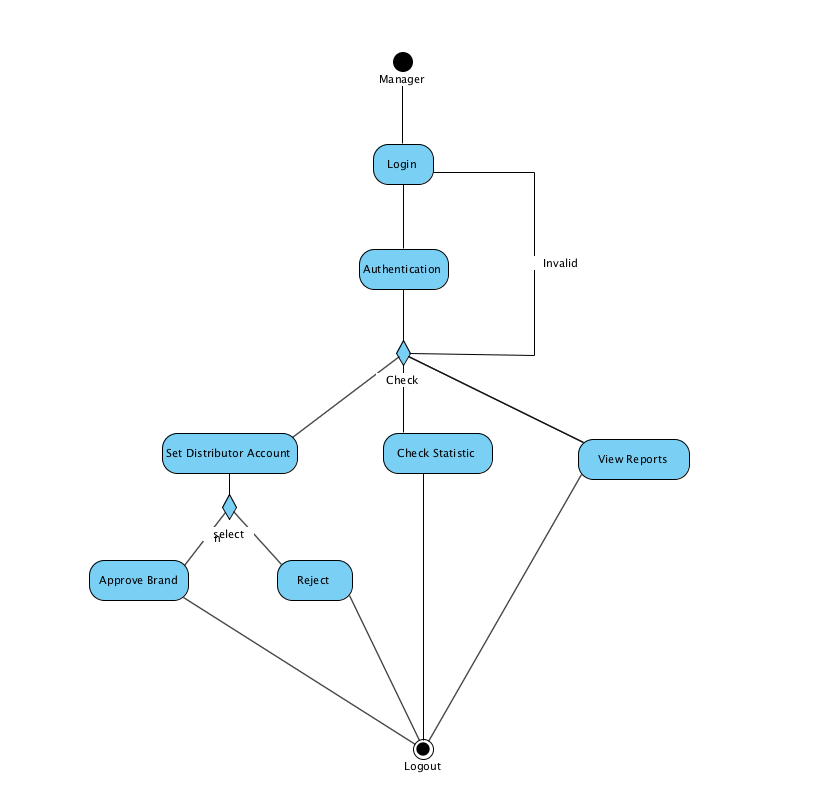 Manager
Login
Authentication
Invalid
Check
Set Distributor Account
Check Statistic
View Reports
select
Approve Brand
Reject
Logout